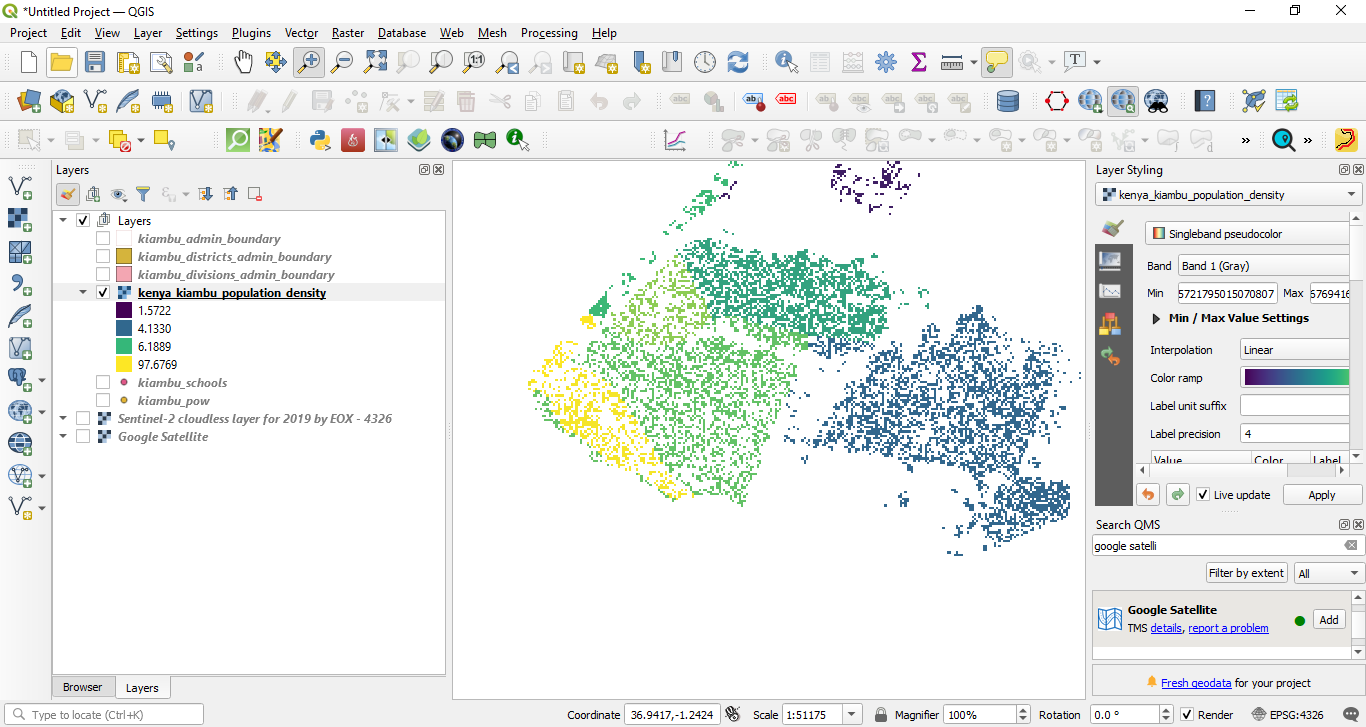 *Untitled Project — QGIS
Project Edit View Layer Settings Plugins Vector Raster Database Web Mesh Processing Help
Layers
Layers
kiambu_admin_boundary
kiambu_districts_admin_boundary
kiambu_divisions_admin_boundary
kenya_kiambu_population_density
1.5722
4.1330
6.1889
97.6769
kiambu_schools
kiambu_pow
Sentinel-2 cloudless layer for 2019 by EOX - 4326
Google Satellite
Browser Layers
Layer Styling
kenya_kiambu_population_density
Singleband pseudocolor
Band Band 1 (Gray)
Min 5721795015070807 Max 6769416
Min / Max Value Settings
Interpolation Linear
Color ramp
Label unit suffix
Label precision 4
Value Color Label
Live update Apply
Search QMS
google satelli
Filter by extent All
Google Satellite
TMS details, report a problem
Add
Fresh geodata for your project
Type to locate (Ctrl+K) Coordinate 36.9417,-1.2424 Scale 1:51175 Magnifier 100% Rotation 0.0 ° Render EPSG:4326